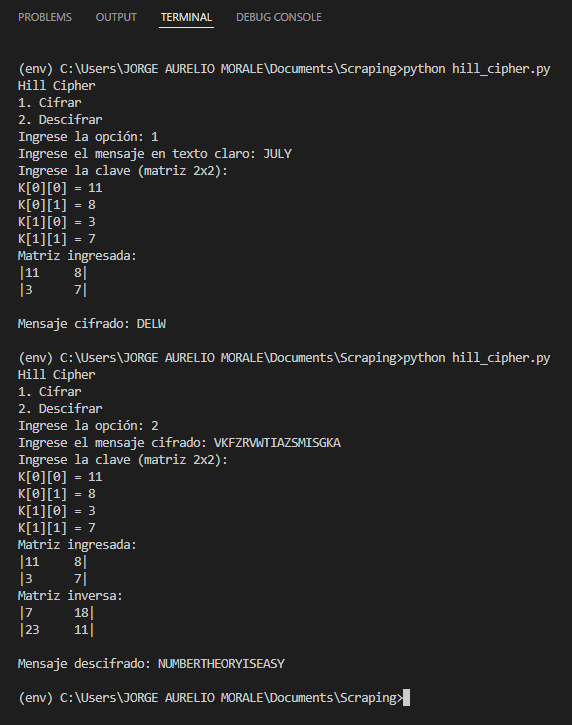 PROBLEMS OUTPUT TERMINAL DEBUG CONSOLE
(env) C:\Users\JORGE AURELIO MORALE\Documents\Scraping>python hill_cipher.py
Hill Cipher
1. Cifrar
2. Descifrar
Ingrese la opción: 1
Ingrese el mensaje en texto claro: JULY
Ingrese la clave (matriz 2x2):
K[0][0] = 11
K[0][1] = 8
K[1][0] = 3
K[1][1] = 7
Matriz ingresada:
|11     8|
|3      7|
Mensaje cifrado: DELW
(env) C:\Users\JORGE AURELIO MORALE\Documents\Scraping>python hill_cipher.py
Hill Cipher
1. Cifrar
2. Descifrar
Ingrese la opción: 2
Ingrese el mensaje cifrado: VKFZRVWTIAZSMISGKA
Ingrese la clave (matriz 2x2):
K[0][0] = 11
K[0][1] = 8
K[1][0] = 3
K[1][1] = 7
Matriz ingresada:
|11     8|
|3      7|
Matriz inversa:
|7      18|
|23     11|
Mensaje descifrado: NUMBERTHEORYISEASY
(env) C:\Users\JORGE AURELIO MORALE\Documents\Scraping>